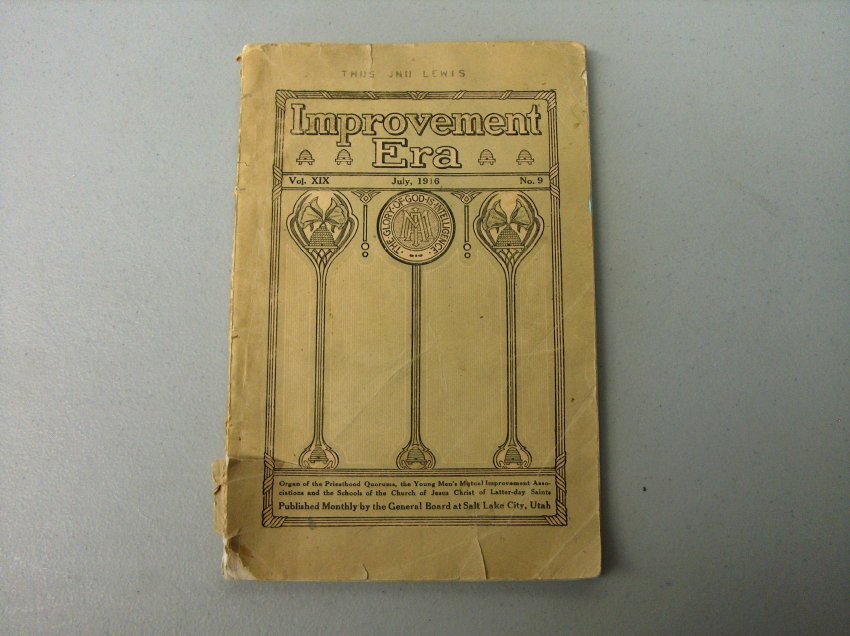 THOS JNO LEWIS
Improvement
Era
Vol. XIX July, 1916 No. 9
·THE GLORY·OF GOD·IS·INTELLIGENCE·
Organ of the Priesthood Quorums, the Young Men's Mutual Improvement Asso-
ciations and the Schools of the Church of Jesus Christ of Latter-day Saints
Published Monthly by the General Board at Salt Lake City, Utah